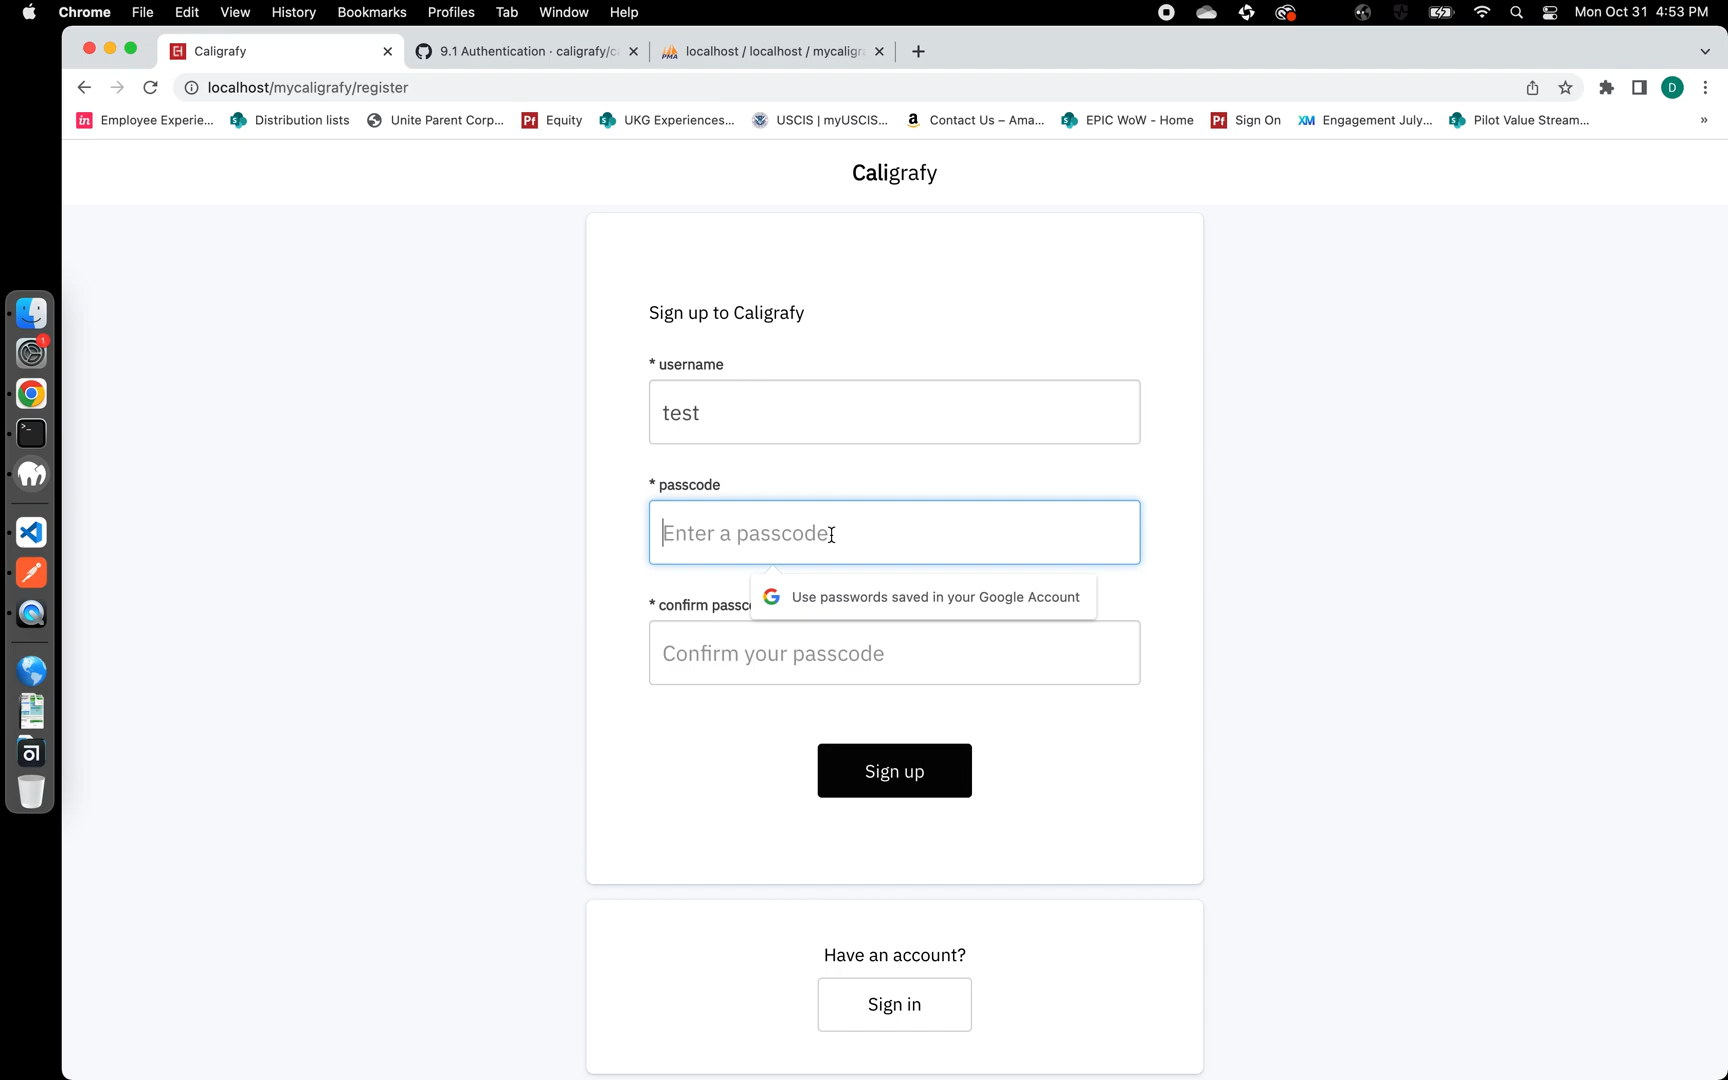 Chrome File Edit View History Bookmarks Profiles Tab Window Help Mon Oct 31 4:53 PM
Caligrafy 9.1 Authentication · caligrafy/c localhost / localhost / mycaligra
localhost/mycaligrafy/register D
Employee Experie... Distribution lists Unite Parent Corp... Equity UKG Experiences... USCIS | myUSCIS... Contact Us – Ama... EPIC WoW - Home Sign On Engagement July... Pilot Value Stream... »
Caligrafy
Sign up to Caligrafy
* username
test
* passcode
Enter a passcode
Use passwords saved in your Google Account
* confirm passco
Confirm your passcode
Sign up
Have an account?
Sign in